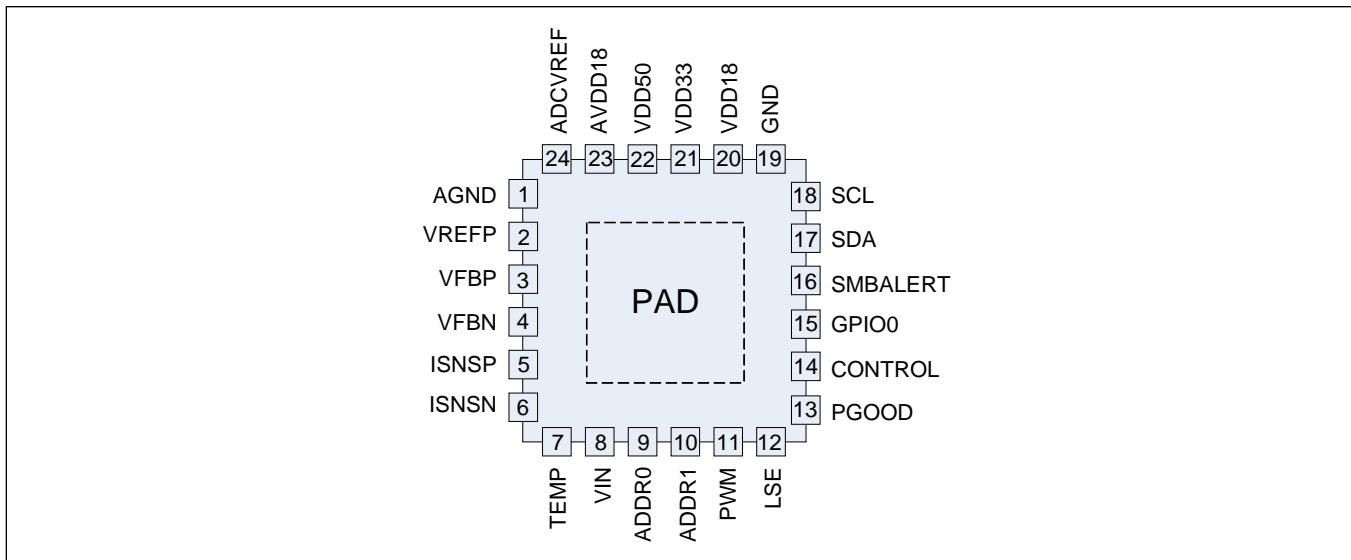 ADCVREF
AVDD18
VDD50
VDD33
VDD18
GND
24
23
22
21
20
19
AGND 1
VREFP 2
VFBP 3
VFBN 4
ISNSP 5
ISNSN 6
PAD
18 SCL
17 SDA
16 SMBALERT
15 GPIO0
14 CONTROL
13 PGOOD
7
8
9
10
11
12
TEMP
VIN
ADDR0
ADDR1
PWM
LSE